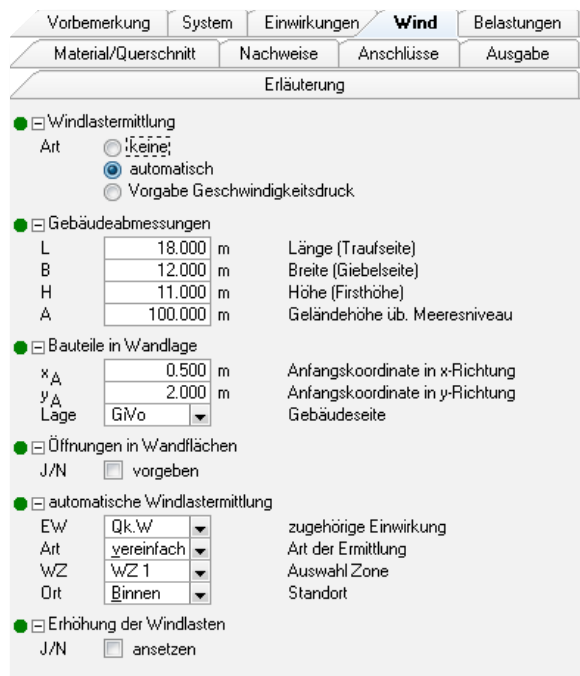 Vorbemerkung System Einwirkungen Wind Belastungen
Material/Querschnitt Nachweise Anschlüsse Ausgabe
Erläuterung
Windlastermittlung
Art keine
automatisch
Vorgabe Geschwindigkeitsdruck
Gebäudeabmessungen
L 18.000 m Länge (Traufseite)
B 12.000 m Breite (Giebelseite)
H 11.000 m Höhe (Firsthöhe)
A 100.000 m Geländehöhe üb. Meeresniveau
Bauteile in Wandlage
xA 0.500 m Anfangskoordinate in x-Richtung
yA 2.000 m Anfangskoordinate in y-Richtung
Lage GiVo Gebäudeseite
Öffnungen in Wandflächen
J/N vorgeben
automatische Windlastermittlung
EW Qk.W zugehörige Einwirkung
Art vereinfach Art der Ermittlung
WZ WZ 1 Auswahl Zone
Ort Binnen Standort
Erhöhung der Windlasten
J/N ansetzen